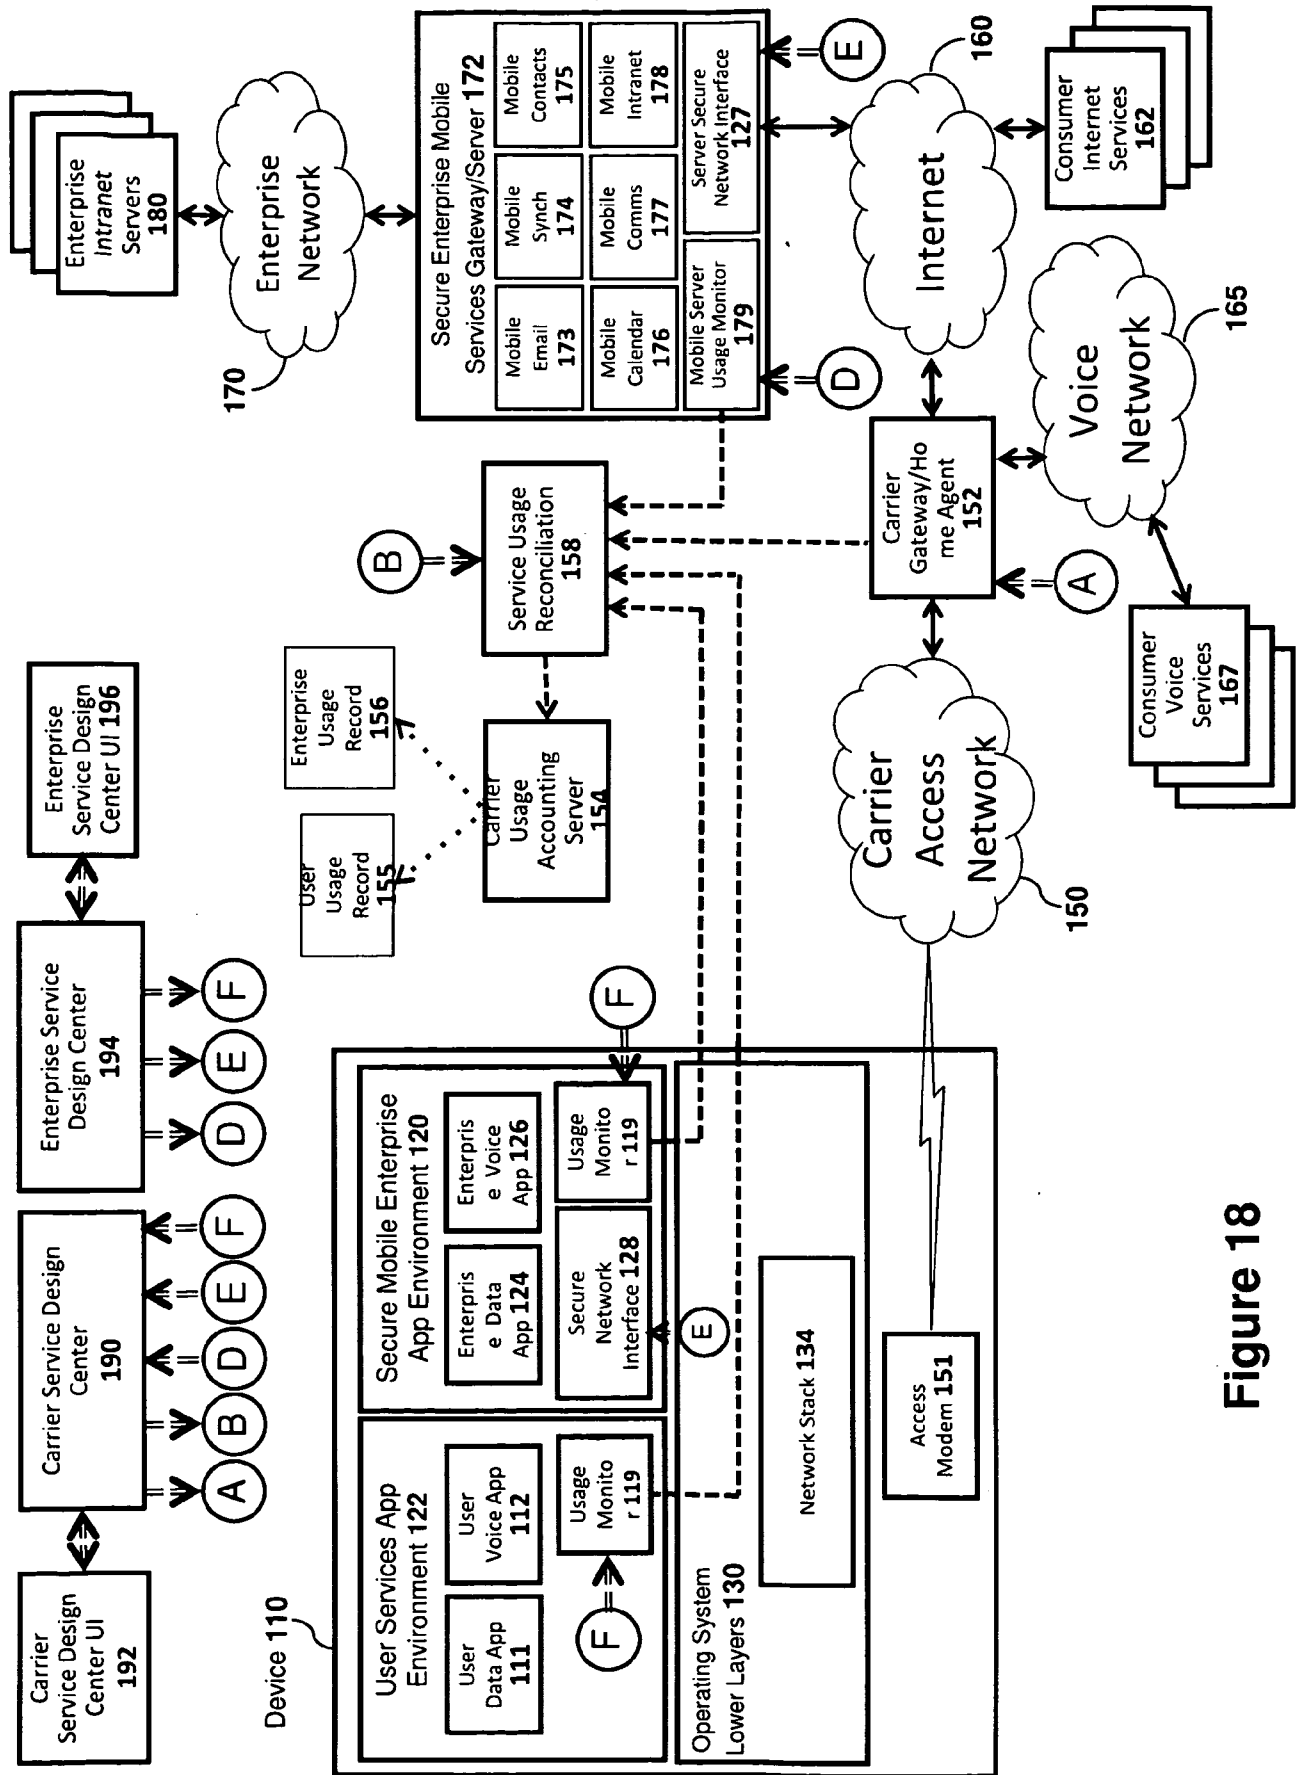 Carrier
Service Design
Center UI
192
Carrier Service Design
Center
190
A
B
D
E
F
Enterprise Service
Design Center
194
D
E
F
Enterprise
Service Design
Center UI 196
Device 110
User Services App
Environment 122
User
Data App
111
User
Voice App
112
Usage
Monito
r 119
F
Secure Mobile Enterprise
App Environment 120
Enterpris
e Data
App 124
Enterpris
e Voice
App 126
Secure
Network
Interface 128
Usage
Monito
r 119
F
E
Operating System
Lower Layers 130
Network Stack 134
Access
Modem 151
User
Usage
Record
155
Enterprise
Usage
Record
156
Carrier
Usage
Accounting
Server
154
B
Service Usage
Reconciliation
158
Enterprise
Intranet
Servers
180
Enterprise
Network
170
Secure Enterprise Mobile
Services Gateway/Server 172
Mobile
Email
173
Mobile
Synch
174
Mobile
Contacts
175
Mobile
Calendar
176
Mobile
Comms
177
Mobile
Intranet
178
Mobile Server
Usage Monitor
179
Server Secure
Network Interface
127
D
E
Carrier
Access
Network
150
Carrier
Gateway/Ho
me Agent
152
A
Internet
160
Voice
Network
165
Consumer
Voice
Services
167
Consumer
Internet
Services
162
Figure 18